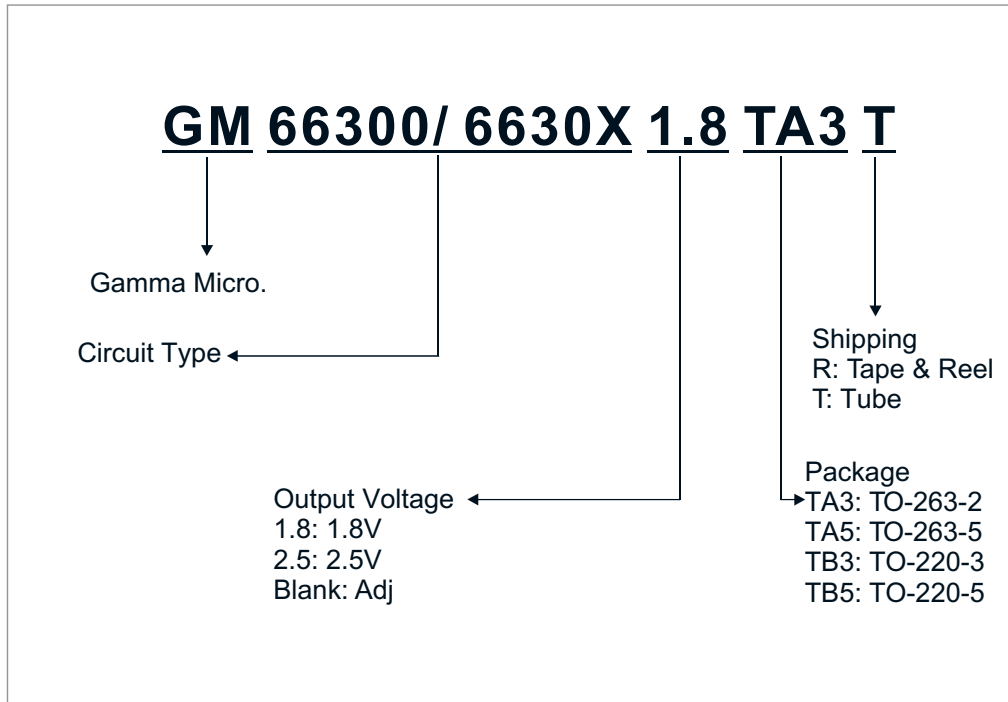 GM 66300/ 6630X 1.8 TA3 T
Gamma Micro.
Circuit Type
Shipping
R: Tape & Reel
T: Tube
Output Voltage
1.8: 1.8V
2.5: 2.5V
Blank: Adj
Package
TA3: TO-263-2
TA5: TO-263-5
TB3: TO-220-3
TB5: TO-220-5